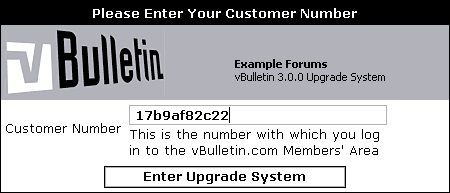 Please Enter Your Customer Number
vBulletin
Example Forums
vBulletin 3.0.0 Upgrade System
Customer Number
17b9af82c22
This is the number with which you log
in to the vBulletin.com Members' Area
Enter Upgrade System